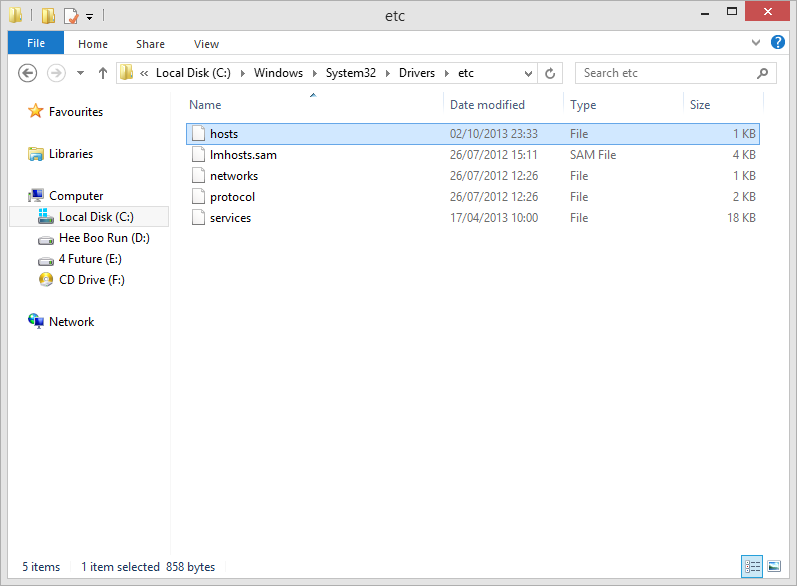 etc
File Home Share View
« Local Disk (C:) Windows System32 Drivers etc Search etc
Favourites
Libraries
Computer
Local Disk (C:)
Hee Boo Run (D:)
4 Future (E:)
CD Drive (F:)
Network
Name Date modified Type Size
hosts 02/10/2013 23:33 File 1 KB
lmhosts.sam 26/07/2012 15:11 SAM File 4 KB
networks 26/07/2012 12:26 File 1 KB
protocol 26/07/2012 12:26 File 2 KB
services 17/04/2013 10:00 File 18 KB
5 items 1 item selected 858 bytes